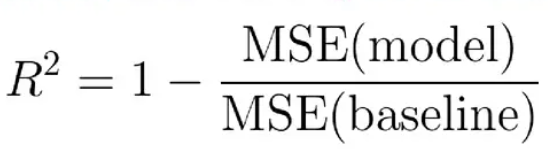 R² = 1 − MSE(model) / MSE(baseline)